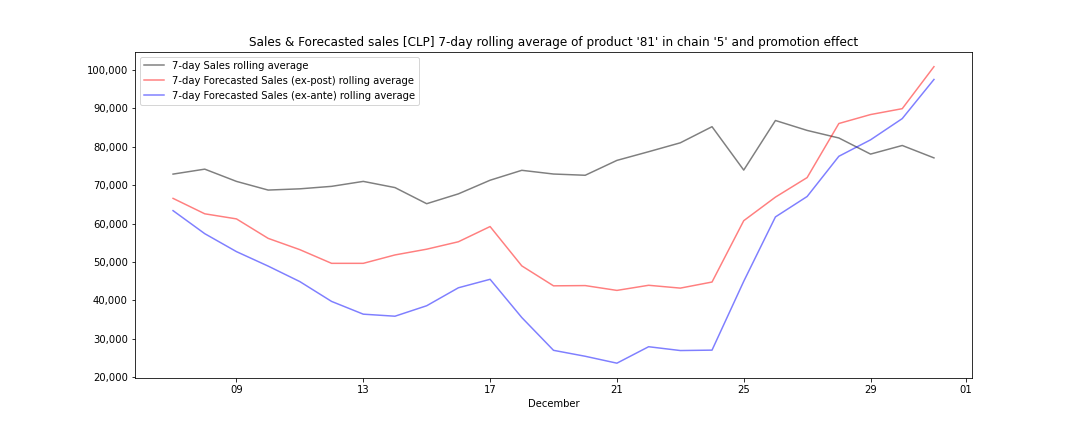 Sales & Forecasted sales [CLP] 7-day rolling average of product '81' in chain '5' and promotion effect
7-day Sales rolling average
7-day Forecasted Sales (ex-post) rolling average
7-day Forecasted Sales (ex-ante) rolling average
100,000
90,000
80,000
70,000
60,000
50,000
40,000
30,000
20,000
09 13 17 21 25 29 01
December